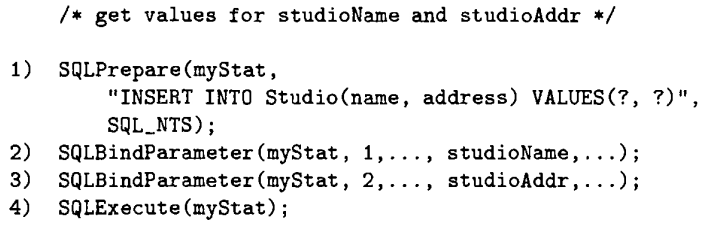 /* get values for studioName and studioAddr */
1) SQLPrepare(myStat,
"INSERT INTO Studio(name, address) VALUES(?, ?)",
SQL_NTS);
2) SQLBindParameter(myStat, 1,..., studioName,...);
3) SQLBindParameter(myStat, 2,..., studioAddr,...);
4) SQLExecute(myStat);